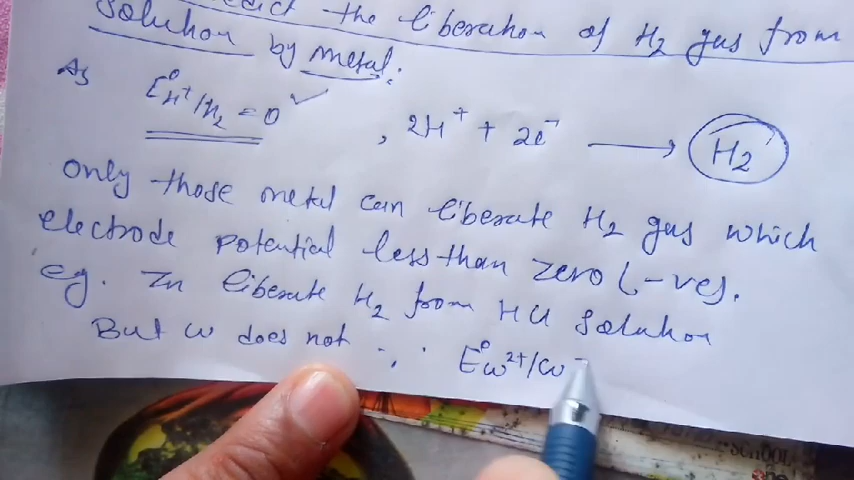 the liberation of H₂ gas from
solution by metal:
As E⁰H⁺/H₂ = 0 ✓ , 2H⁺ + 2e⁻ → H₂
Only those metal can liberate H₂ gas which
electrode potential less than zero (-ve).
eg. Zn liberate H₂ from HCl solution
But Cu does not ∵ E⁰Cu²⁺/Cu